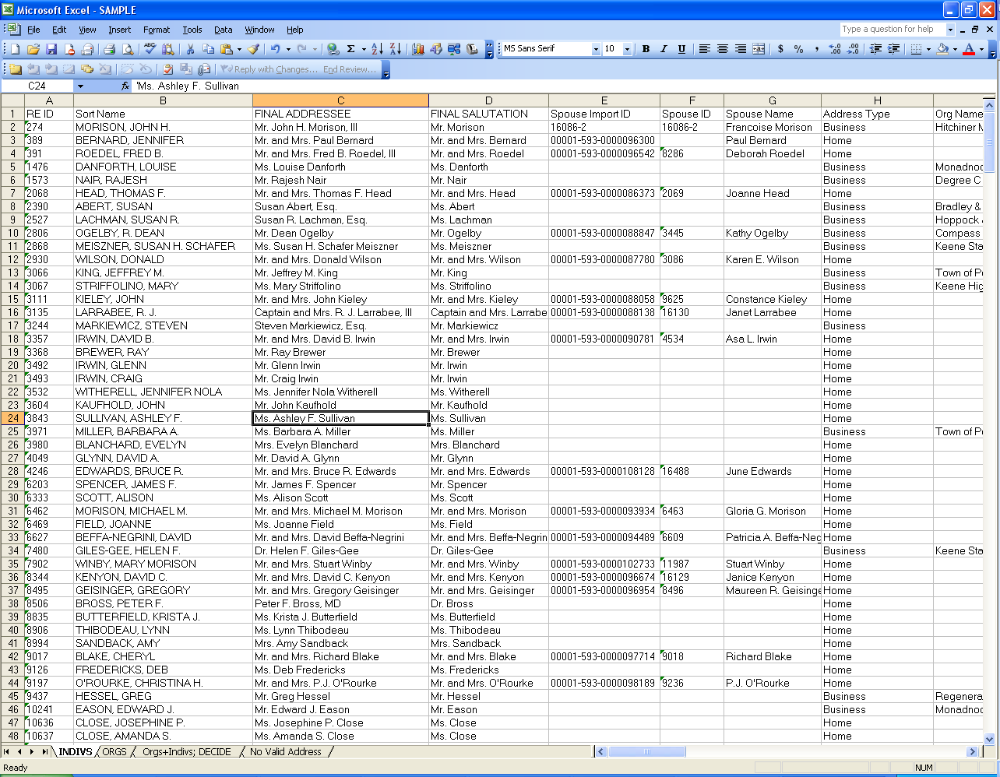 Microsoft Excel - SAMPLE
File Edit View Insert Format Tools Data Window Help Type a question for help
MS Sans Serif 10 B I U $ % ,
Reply with Changes... End Review...
C24 fx 'Ms. Ashley F. Sullivan
A B C D E F G H
1 RE ID Sort Name FINAL ADDRESSEE FINAL SALUTATION Spouse Import ID Spouse ID Spouse Name Address Type Org Name
2 274 MORISON, JOHN H. Mr. John H. Morison, III Mr. Morison 16086-2 16086-2 Francoise Morison Business Hitchiner M
3 389 BERNARD, JENNIFER Mr. and Mrs. Paul Bernard Mr. and Mrs. Bernard 00001-593-0000096300 Paul Bernard Home
4 391 ROEDEL, FRED B. Mr. and Mrs. Fred B. Roedel, III Mr. and Mrs. Roedel 00001-593-0000096542 8286 Deborah Roedel Home
5 1476 DANFORTH, LOUISE Ms. Louise Danforth Ms. Danforth Business Monadnoc
6 1573 NAIR, RAJESH Mr. Rajesh Nair Mr. Nair Business Degree C
7 2068 HEAD, THOMAS F. Mr. and Mrs. Thomas F. Head Mr. and Mrs. Head 00001-593-0000086373 2069 Joanne Head Home
8 2390 ABERT, SUSAN Susan Abert, Esq. Ms. Abert Business Bradley &
9 2527 LACHMAN, SUSAN R. Susan R. Lachman, Esq. Ms. Lachman Business Hoppock
10 2806 OGELBY, R. DEAN Mr. Dean Ogelby Mr. Ogelby 00001-593-0000088847 3445 Kathy Ogelby Business Compass
11 2868 MEISZNER, SUSAN H. SCHAFER Ms. Susan H. Schafer Meiszner Ms. Meiszner Business Keene Sta
12 2930 WILSON, DONALD Mr. and Mrs. Donald Wilson Mr. and Mrs. Wilson 00001-593-0000087780 3086 Karen E. Wilson Home
13 3066 KING, JEFFREY M. Mr. Jeffrey M. King Mr. King Business Town of Pe
14 3067 STRIFFOLINO, MARY Ms. Mary Striffolino Ms. Striffolino Business Keene Hig
15 3111 KIELEY, JOHN Mr. and Mrs. John Kieley Mr. and Mrs. Kieley 00001-593-0000088058 9625 Constance Kieley Home
16 3135 LARRABEE, R. J. Captain and Mrs. R. J. Larrabee, III Captain and Mrs. Larrabe 00001-593-0000088138 16130 Janet Larrabee Home
17 3244 MARKIEWICZ, STEVEN Steven Markiewicz, Esq. Mr. Markiewicz Business
18 3357 IRWIN, DAVID B. Mr. and Mrs. David B. Irwin Mr. and Mrs. Irwin 00001-593-0000090781 4534 Asa L. Irwin Home
19 3368 BREWER, RAY Mr. Ray Brewer Mr. Brewer Home
20 3492 IRWIN, GLENN Mr. Glenn Irwin Mr. Irwin Home
21 3493 IRWIN, CRAIG Mr. Craig Irwin Mr. Irwin Home
22 3532 WITHERELL, JENNIFER NOLA Ms. Jennifer Nola Witherell Ms. Witherell Home
23 3604 KAUFHOLD, JOHN Mr. John Kaufhold Mr. Kaufhold Home
24 3843 SULLIVAN, ASHLEY F. Ms. Ashley F. Sullivan Ms. Sullivan Home
25 3971 MILLER, BARBARA A. Ms. Barbara A. Miller Ms. Miller Business Town of Pe
26 3980 BLANCHARD, EVELYN Mrs. Evelyn Blanchard Mrs. Blanchard Home
27 4049 GLYNN, DAVID A. Mr. David A. Glynn Mr. Glynn Home
28 4246 EDWARDS, BRUCE R. Mr. and Mrs. Bruce R. Edwards Mr. and Mrs. Edwards 00001-593-0000108128 16488 June Edwards Home
29 6203 SPENCER, JAMES F. Mr. James F. Spencer Mr. Spencer Home
30 6333 SCOTT, ALISON Ms. Alison Scott Ms. Scott Home
31 6462 MORISON, MICHAEL M. Mr. and Mrs. Michael M. Morison Mr. and Mrs. Morison 00001-593-0000093934 6463 Gloria G. Morison Home
32 6469 FIELD, JOANNE Ms. Joanne Field Ms. Field Home
33 6627 BEFFA-NEGRINI, DAVID Mr. and Mrs. David Beffa-Negrini Mr. and Mrs. Beffa-Negrin 00001-593-0000094489 6609 Patricia A. Beffa-Neg Home
34 7480 GILES-GEE, HELEN F. Dr. Helen F. Giles-Gee Dr. Giles-Gee Business Keene Sta
35 7902 WINBY, MARY MORISON Mr. and Mrs. Stuart Winby Mr. and Mrs. Winby 00001-593-0000102733 11987 Stuart Winby Home
36 8344 KENYON, DAVID C. Mr. and Mrs. David C. Kenyon Mr. and Mrs. Kenyon 00001-593-0000096674 16129 Janice Kenyon Home
37 8495 GEISINGER, GREGORY Mr. and Mrs. Gregory Geisinger Mr. and Mrs. Geisinger 00001-593-0000096954 8496 Maureen R. Geisinge Home
38 8506 BROSS, PETER F. Peter F. Bross, MD Dr. Bross Home
39 8835 BUTTERFIELD, KRISTA J. Ms. Krista J. Butterfield Ms. Butterfield Home
40 8906 THIBODEAU, LYNN Ms. Lynn Thibodeau Ms. Thibodeau Home
41 8994 SANDBACK, AMY Mrs. Amy Sandback Mrs. Sandback Home
42 9017 BLAKE, CHERYL Mr. and Mrs. Richard Blake Mr. and Mrs. Blake 00001-593-0000097714 9018 Richard Blake Home
43 9126 FREDERICKS, DEB Ms. Deb Fredericks Ms. Fredericks Home
44 9197 O'ROURKE, CHRISTINA H. Mr. and Mrs. P.J. O'Rourke Mr. and Mrs. O'Rourke 00001-593-0000098189 9236 P.J. O'Rourke Home
45 9437 HESSEL, GREG Mr. Greg Hessel Mr. Hessel Business Regenera
46 10241 EASON, EDWARD J. Mr. Edward J. Eason Mr. Eason Business Monadnoc
47 10636 CLOSE, JOSEPHINE P. Ms. Josephine P. Close Ms. Close Home
48 10637 CLOSE, AMANDA S. Ms. Amanda S. Close Ms. Close Home
INDIVS ORGS Orgs+Indivs; DECIDE No Valid Address
Ready NUM